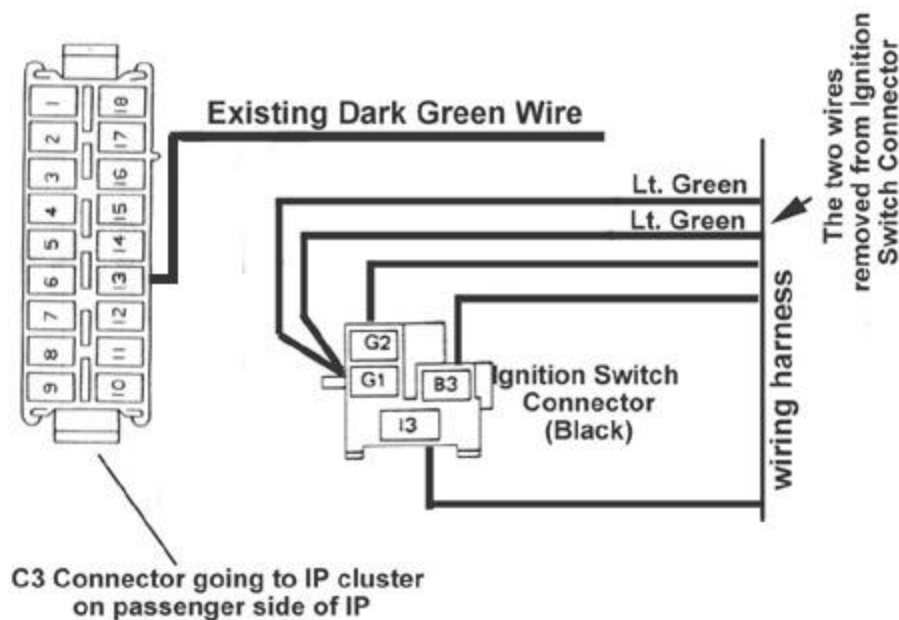 Existing Dark Green Wire
Lt. Green
Lt. Green
The two wires
removed from Ignition
Switch Connector
wiring harness
1
2
3
4
5
6
7
8
9
18
17
16
15
14
13
12
11
10
G2
G1
B3
I3
Ignition Switch
Connector
(Black)
C3 Connector going to IP cluster
on passenger side of IP